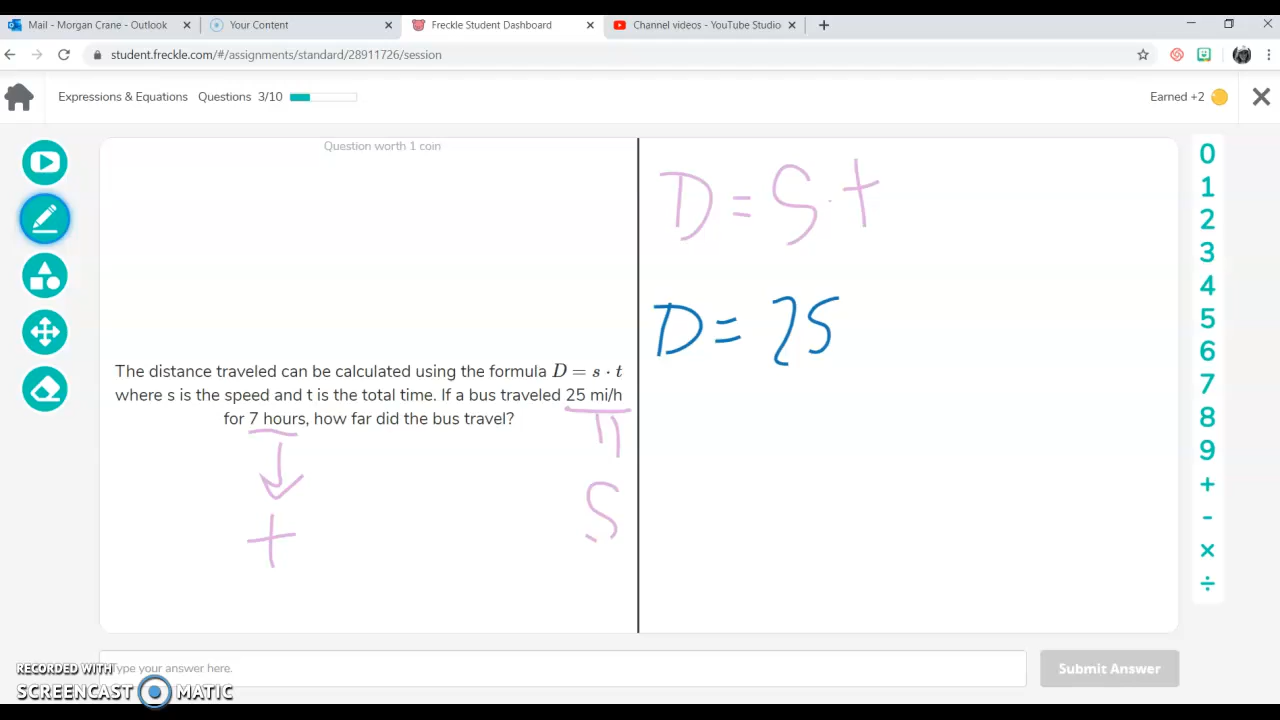 Mail - Morgan Crane - Outlook
Your Content
Freckle Student Dashboard
Channel videos - YouTube Studio
student.freckle.com/#/assignments/standard/28911726/session
Expressions & Equations Questions 3/10
Earned +2
Question worth 1 coin
The distance traveled can be calculated using the formula D = s · t
where s is the speed and t is the total time. If a bus traveled 25 mi/h
for 7 hours, how far did the bus travel?
t
S
D = S · t
D = 25
0
1
2
3
4
5
6
7
8
9
+
-
×
÷
Type your answer here.
Submit Answer
RECORDED WITH
SCREENCAST MATIC